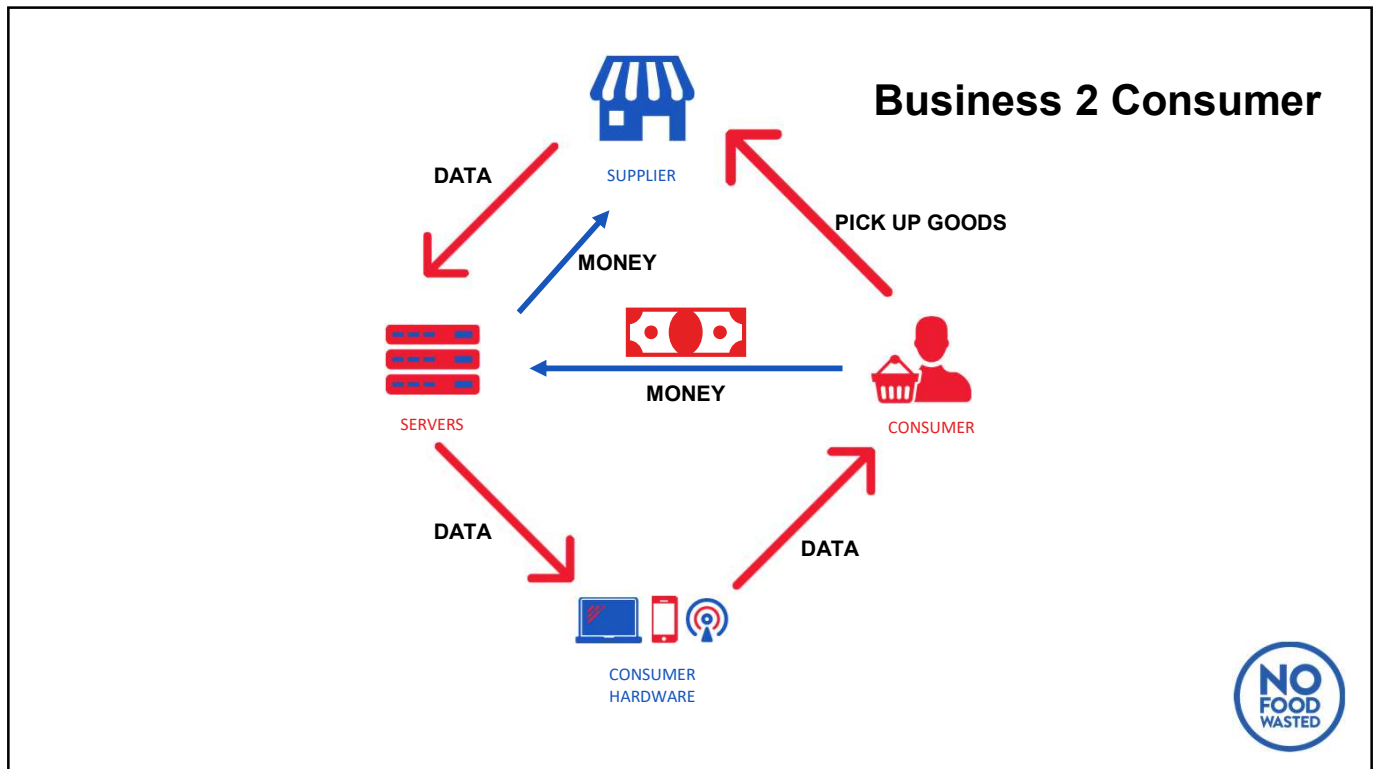 Business 2 Consumer
SUPPLIER
DATA
PICK UP GOODS
MONEY
MONEY
SERVERS
CONSUMER
DATA
DATA
CONSUMER
HARDWARE
NO
FOOD
WASTED